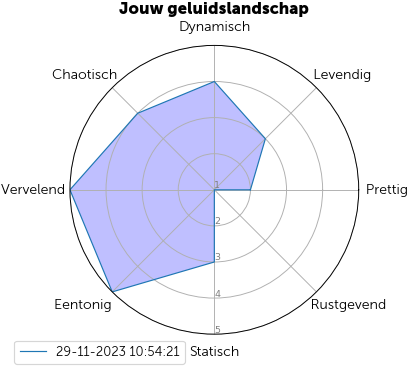 Jouw geluidslandschap
Dynamisch
Chaotisch
Levendig
Vervelend
1
Prettig
2
3
4
5
Eentonig
Rustgevend
29-11-2023 10:54:21
Statisch